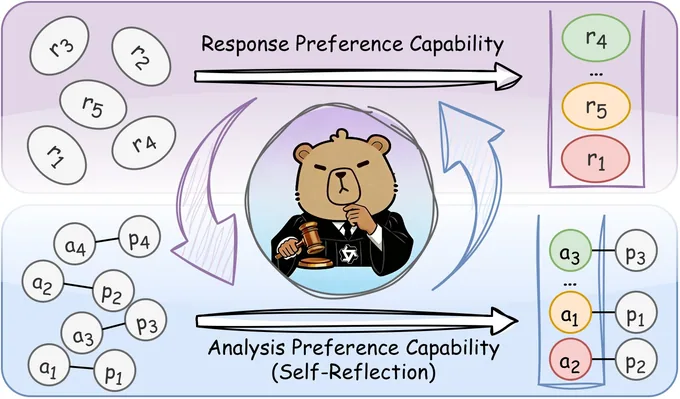 Response Preference Capability
r3
r2
r5
r1
r4
r4
...
r5
r1
a4 p4
a2 p2
a3 p3
a1 p1
Analysis Preference Capability
(Self-Reflection)
a3 p3
...
a1 p1
a2 p2